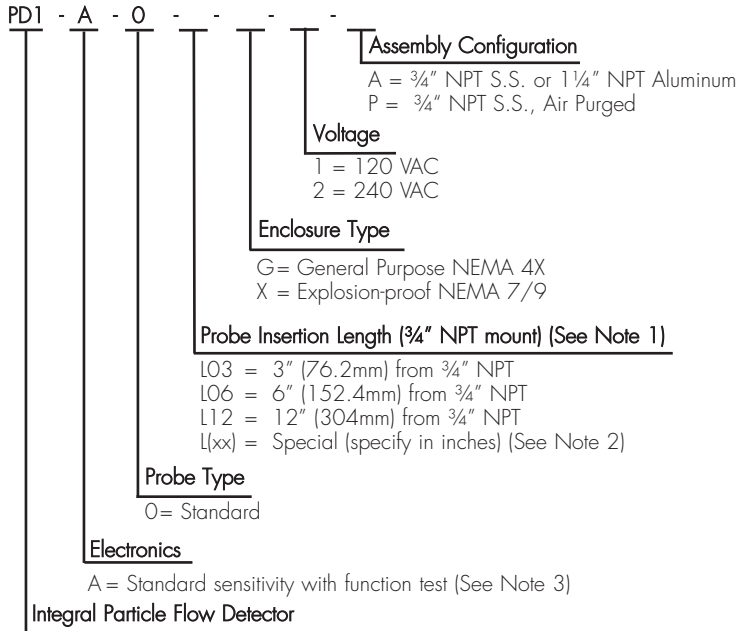 PD1 - A - 0 - - - -
Assembly Configuration
A = ¾" NPT S.S. or 1¼" NPT Aluminum
P = ¾" NPT S.S., Air Purged
Voltage
1 = 120 VAC
2 = 240 VAC
Enclosure Type
G= General Purpose NEMA 4X
X = Explosion-proof NEMA 7/9
Probe Insertion Length (¾" NPT mount) (See Note 1)
L03 = 3" (76.2mm) from ¾" NPT
L06 = 6" (152.4mm) from ¾" NPT
L12 = 12" (304mm) from ¾" NPT
L(xx) = Special (specify in inches) (See Note 2)
Probe Type
0= Standard
Electronics
A = Standard sensitivity with function test (See Note 3)
Integral Particle Flow Detector